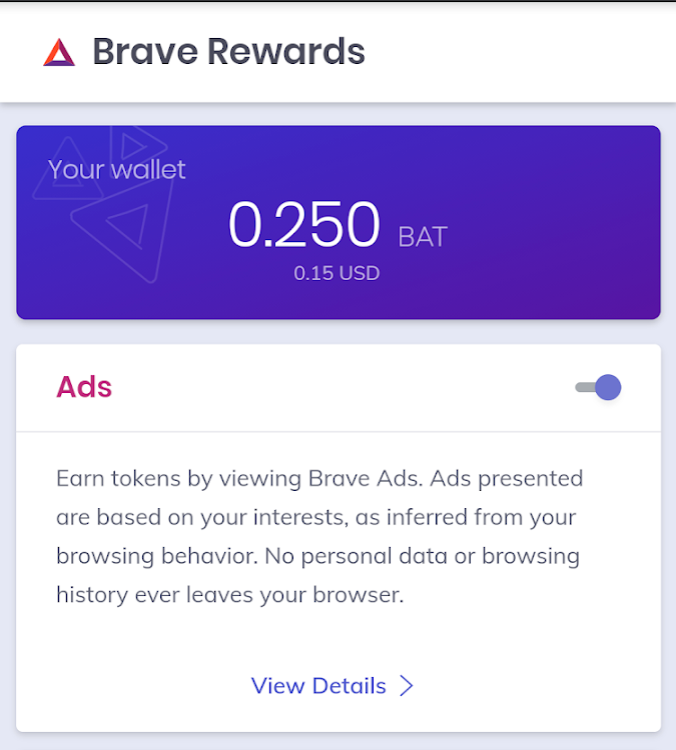 Brave Rewards
Your wallet
0.250 BAT
0.15 USD
Ads
Earn tokens by viewing Brave Ads. Ads presented
are based on your interests, as inferred from your
browsing behavior. No personal data or browsing
history ever leaves your browser.
View Details